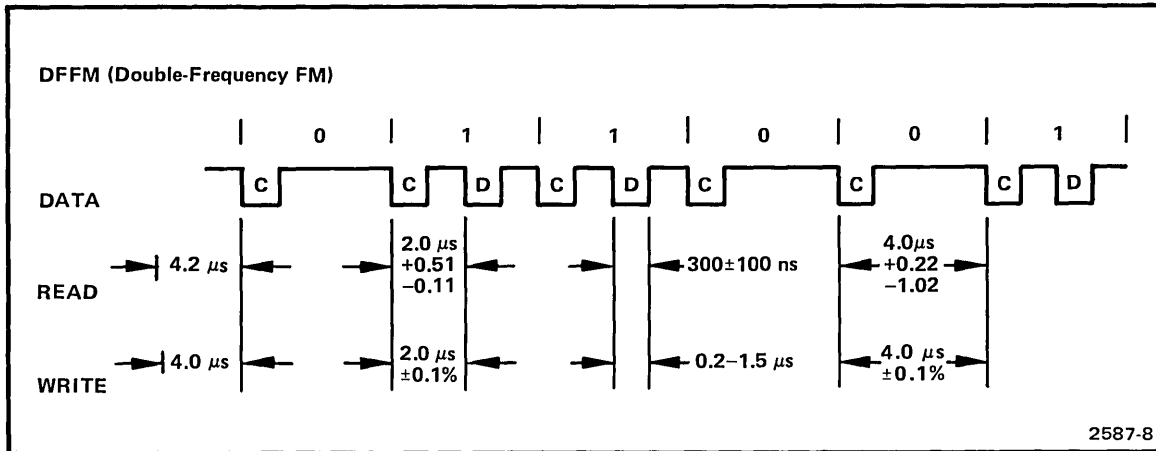 DFFM (Double-Frequency FM)
| 0 | 1 | 1 | 0 | 0 | 1 |
DATA C C D C D C C C D
READ 4.2 μs 2.0 μs +0.51 −0.11 300±100 ns 4.0μs +0.22 −1.02
WRITE 4.0 μs 2.0 μs ±0.1% 0.2−1.5 μs 4.0 μs ±0.1%
2587-8